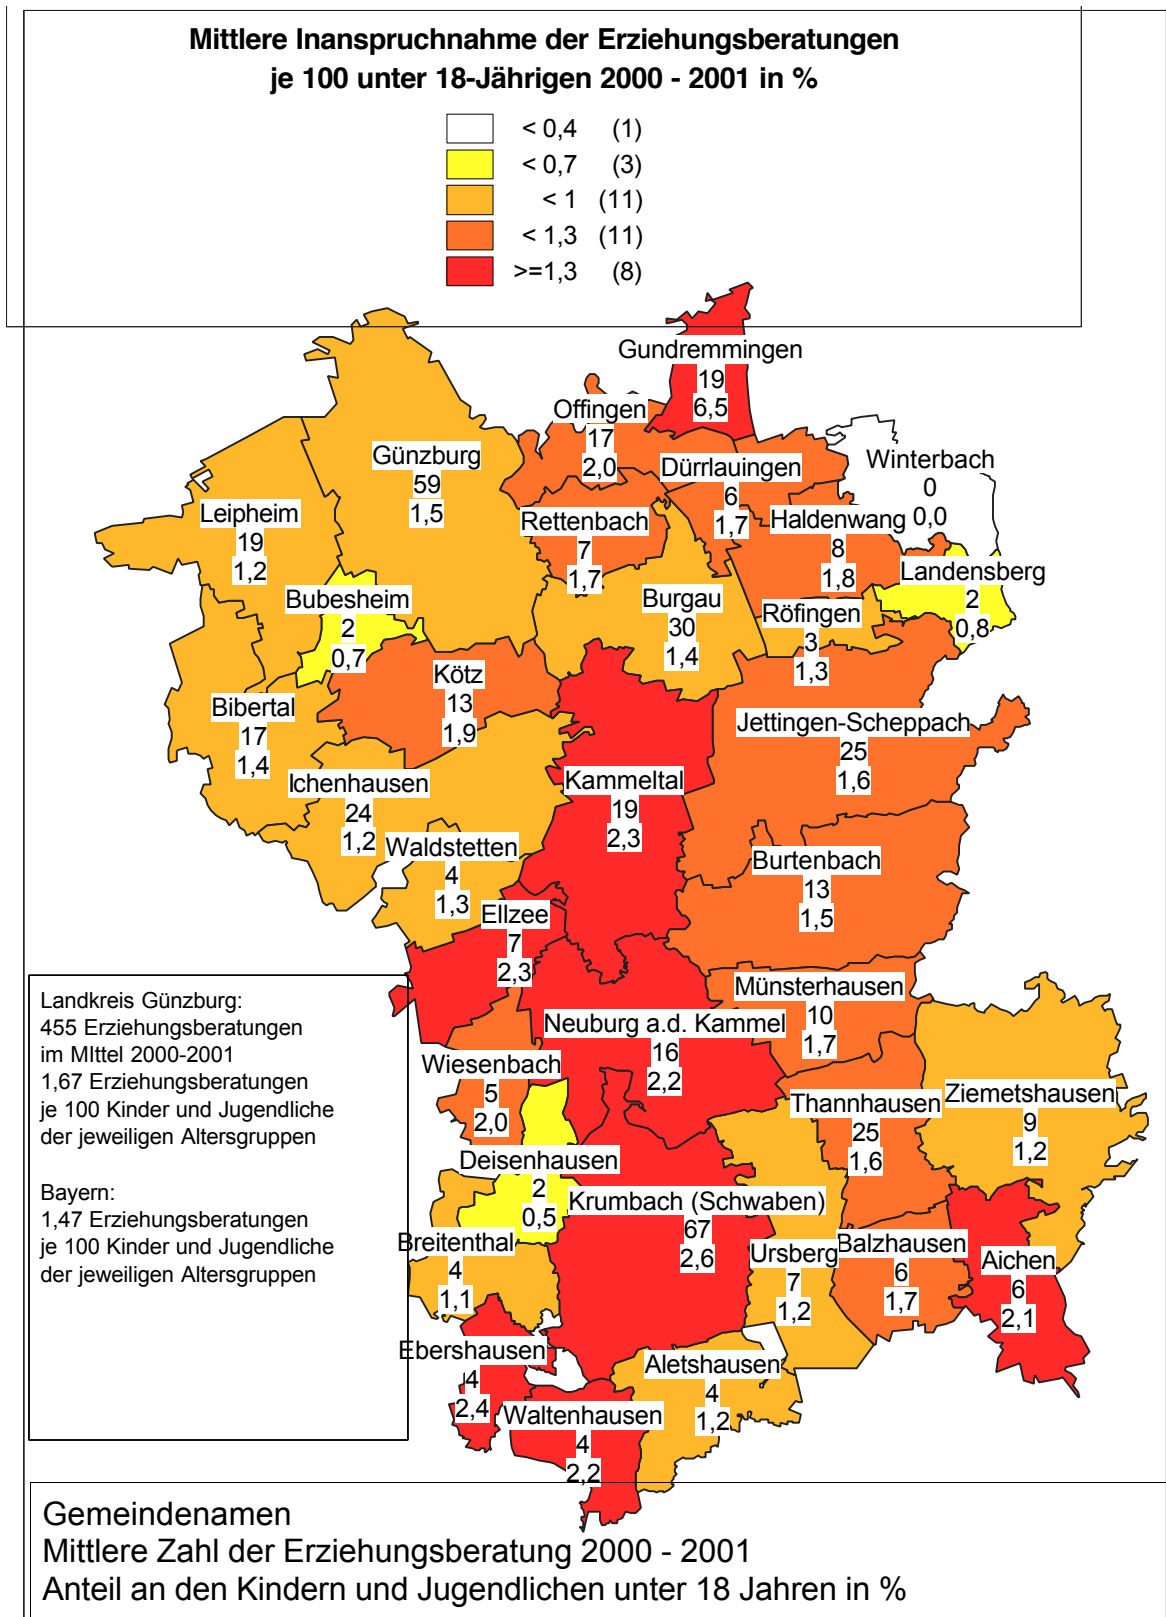 Mittlere Inanspruchnahme der Erziehungsberatungen
je 100 unter 18-Jährigen 2000 - 2001 in %
< 0,4 (1)
< 0,7 (3)
< 1 (11)
< 1,3 (11)
>=1,3 (8)
Gundremmingen
19
6,5
Offingen
17
2,0
Günzburg
59
1,5
Dürrlauingen
6
1,7
Winterbach
0
0,0
Leipheim
19
1,2
Rettenbach
7
1,7
Haldenwang
8
1,8
Landensberg
2
0,8
Bubesheim
2
0,7
Burgau
30
1,4
Röfingen
3
1,3
Kötz
13
1,9
Bibertal
17
1,4
Jettingen-Scheppach
25
1,6
Ichenhausen
24
1,2
Kammeltal
19
2,3
Waldstetten
4
1,3
Burtenbach
13
1,5
Ellzee
7
2,3
Münsterhausen
10
1,7
Neuburg a.d. Kammel
16
2,2
Wiesenbach
5
2,0
Thannhausen
25
1,6
Ziemetshausen
9
1,2
Deisenhausen
2
0,5
Krumbach (Schwaben)
67
2,6
Breitenthal
4
1,1
Ursberg
7
1,2
Balzhausen
6
1,7
Aichen
6
2,1
Ebershausen
4
2,4
Aletshausen
4
1,2
Waltenhausen
4
2,2
Landkreis Günzburg:
455 Erziehungsberatungen
im MIttel 2000-2001
1,67 Erziehungsberatungen
je 100 Kinder und Jugendliche
der jeweiligen Altersgruppen
Bayern:
1,47 Erziehungsberatungen
je 100 Kinder und Jugendliche
der jeweiligen Altersgruppen
Gemeindenamen
Mittlere Zahl der Erziehungsberatung 2000 - 2001
Anteil an den Kindern und Jugendlichen unter 18 Jahren in %